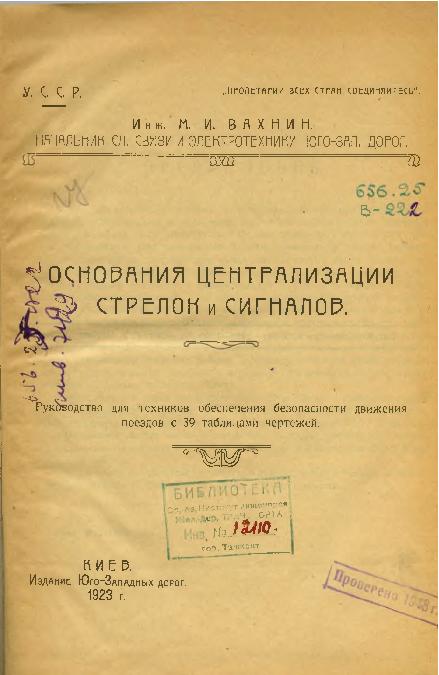 У. С. С. Р.
„ПРОЛЕТАРИИ ВСЕХ СТРАН СОЕДИНЯЙТЕСЬ“.
Инж. М. И. ВАХНИН.
НАЧАЛЬНИК СЛ. СВЯЗИ И ЭЛЕКТРОТЕХНИКИ ЮГО-ЗАП. ДОРОГ.
656.25
В-222
ОСНОВАНИЯ ЦЕНТРАЛИЗАЦИИ
СТРЕЛОК и СИГНАЛОВ.
Руководство для техников обеспечения безопасности движения
поездов с 39 таблицами чертежей.
БИБЛИОТЕКА
Инв. № 12110
гор. Ташкент
КИЕВ.
Издание Юго-Западных дорог.
1923 г.
Проверено 1948 г.